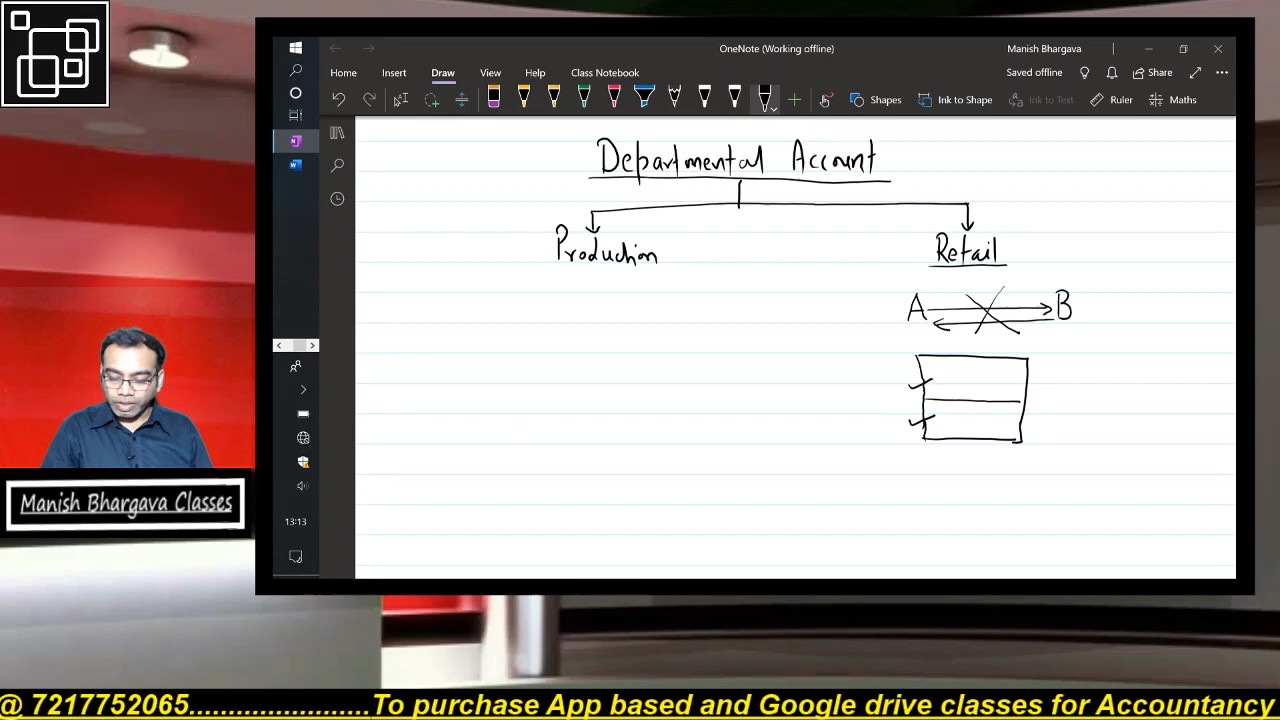 OneNote (Working offline)
Manish Bhargava
Home Insert Draw View Help Class Notebook
Saved offline
Share
Shapes
Ink to Shape
Ink to Text
Ruler
Maths
Departmental Account
Production
Retail
A B
13:13
Manish Bhargava Classes
@ 7217752065......................To purchase App based and Google drive classes for Accountancy